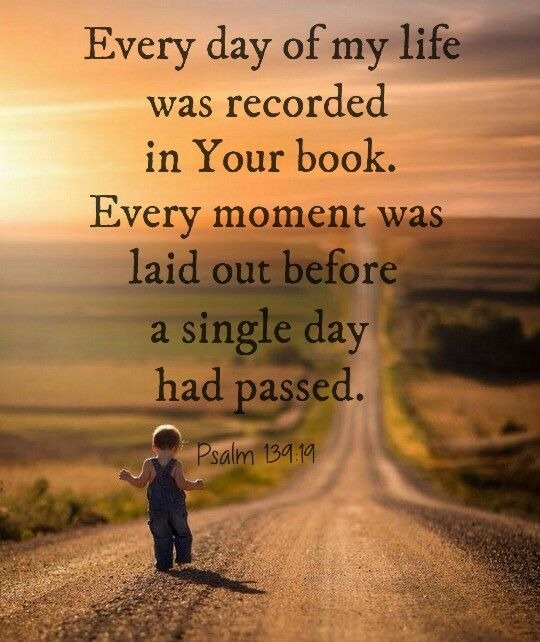 Every day of my life
was recorded
in Your book.
Every moment was
laid out before
a single day
had passed.
Psalm 139:19